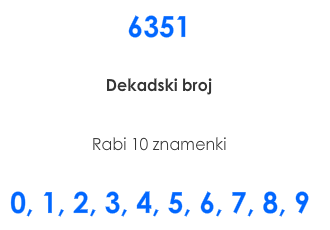 6351
Dekadski broj
Rabi 10 znamenki
0, 1, 2, 3, 4, 5, 6, 7, 8, 9